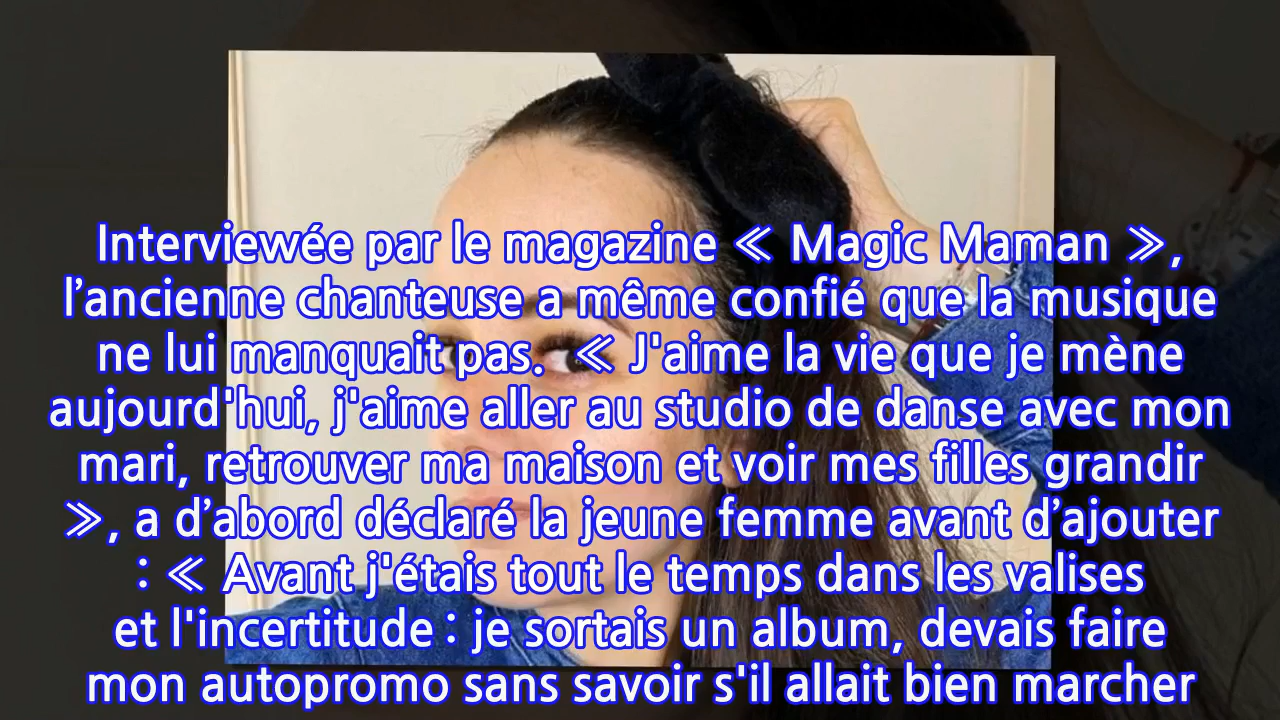 Interviewée par le magazine ≪ Magic Maman ≫,
l’ancienne chanteuse a même confié que la musique
ne lui manquait pas. ≪ J'aime la vie que je mène
aujourd'hui, j'aime aller au studio de danse avec mon
mari, retrouver ma maison et voir mes filles grandir
≫, a d’abord déclaré la jeune femme avant d’ajouter
: ≪ Avant j'étais tout le temps dans les valises
et l'incertitude : je sortais un album, devais faire
mon autopromo sans savoir s'il allait bien marcher